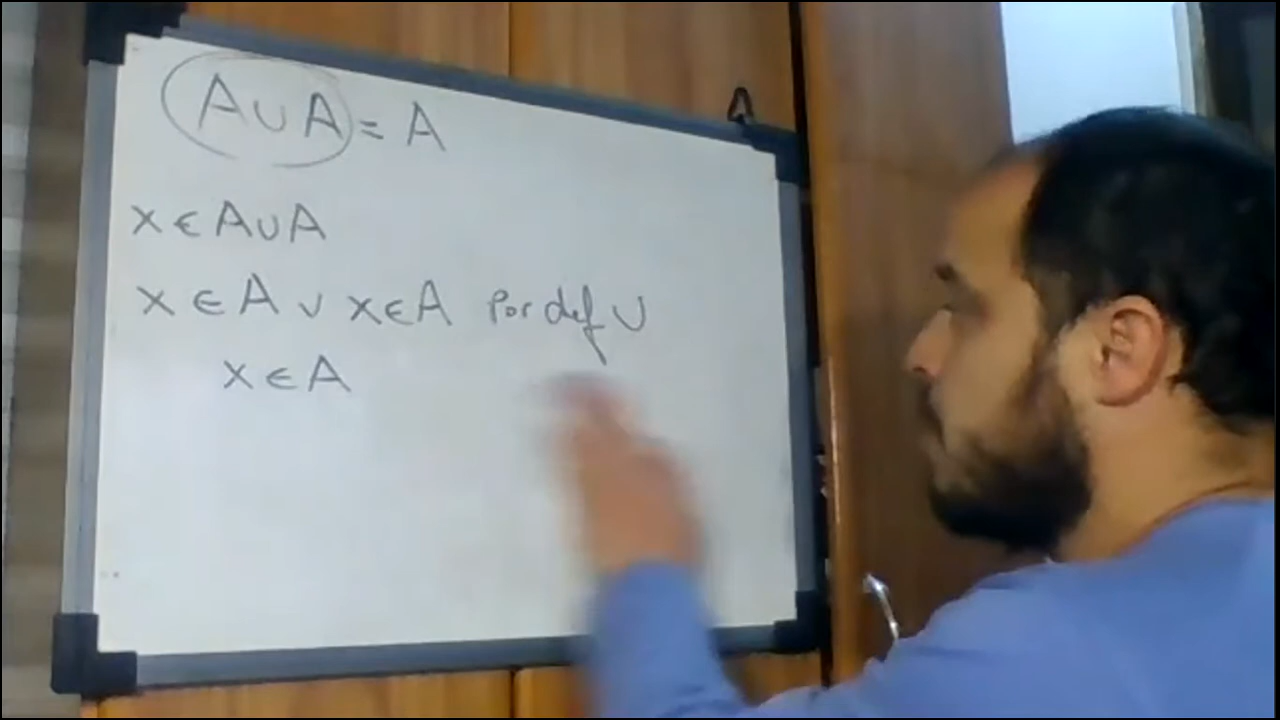 A∪A = A
x ∈ A∪A
x ∈ A ∨ x ∈ A Por def ∪
x ∈ A